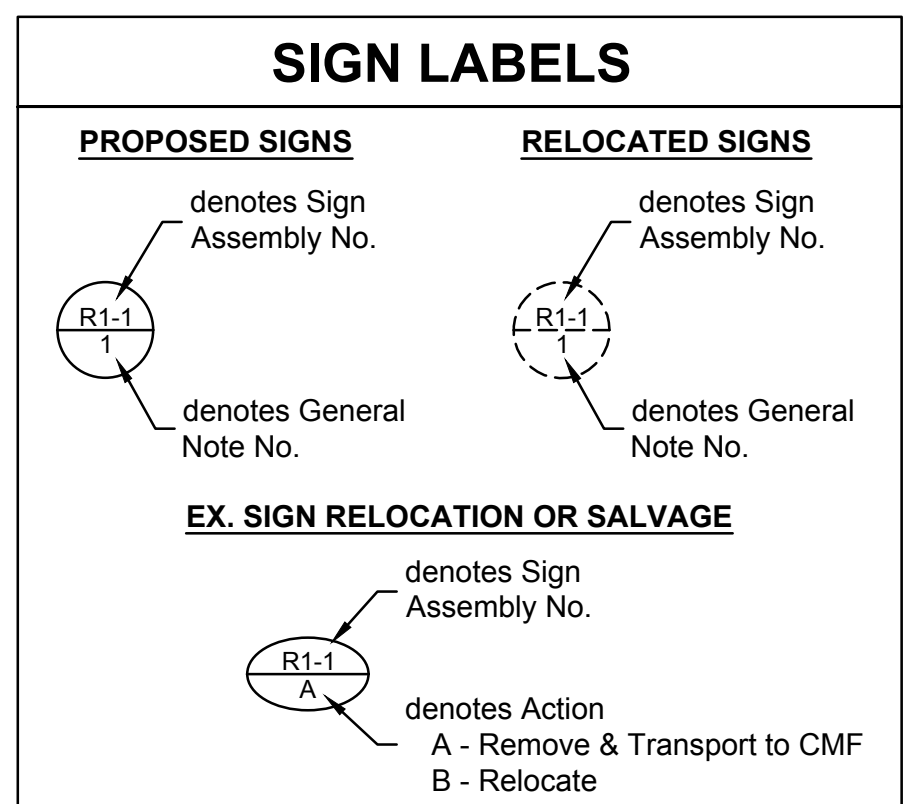 SIGN LABELS
PROPOSED SIGNS
denotes Sign
Assembly No.
R1-1
1
denotes General
Note No.
RELOCATED SIGNS
denotes Sign
Assembly No.
R1-1
1
denotes General
Note No.
EX. SIGN RELOCATION OR SALVAGE
denotes Sign
Assembly No.
R1-1
A
denotes Action
A - Remove & Transport to CMF
B - Relocate